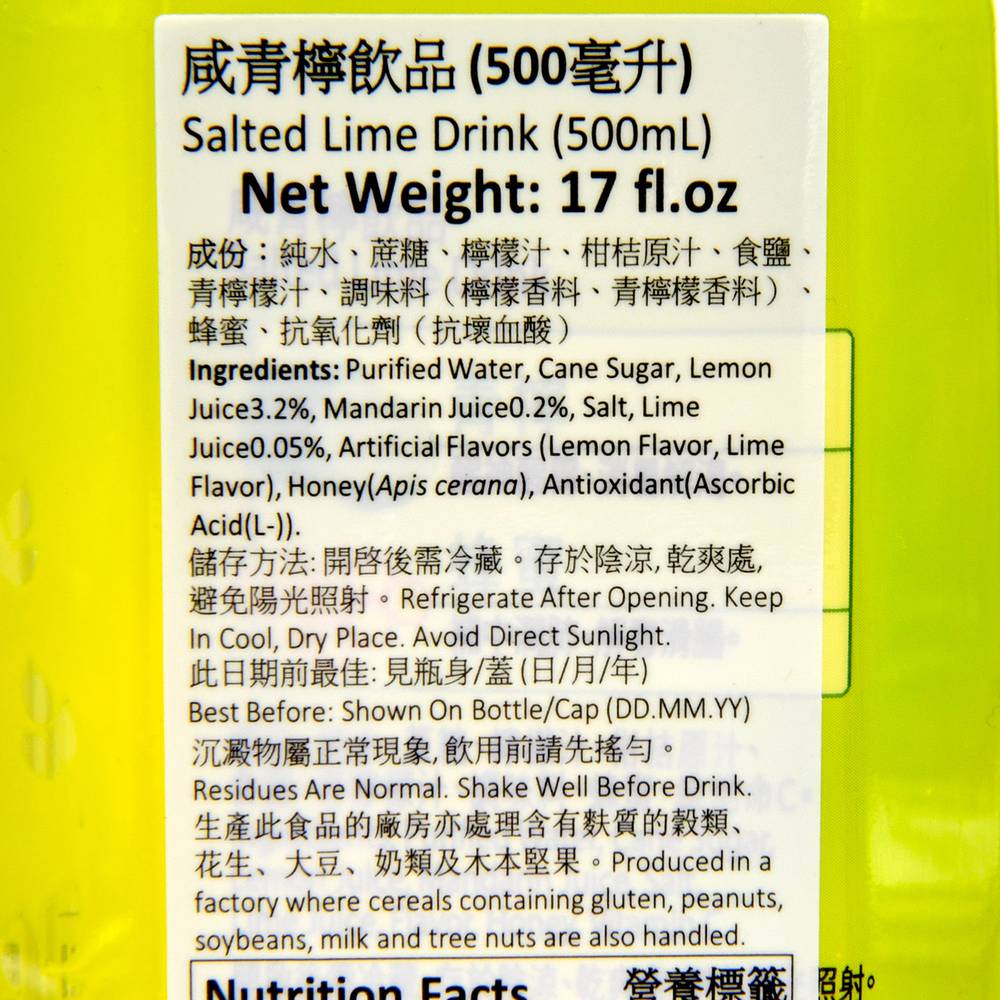 咸青檸飲品 (500毫升)
Salted Lime Drink (500mL)
Net Weight: 17 fl.oz
成份：純水、蔗糖、檸檬汁、柑桔原汁、食鹽、
青檸檬汁、調味料（檸檬香料、青檸檬香料）、
蜂蜜、抗氧化劑（抗壞血酸）
Ingredients: Purified Water, Cane Sugar, Lemon
Juice3.2%, Mandarin Juice0.2%, Salt, Lime
Juice0.05%, Artificial Flavors (Lemon Flavor, Lime
Flavor), Honey(Apis cerana), Antioxidant(Ascorbic
Acid(L-)).
儲存方法: 開啓後需冷藏。存於陰涼, 乾爽處,
避免陽光照射。Refrigerate After Opening. Keep
In Cool, Dry Place. Avoid Direct Sunlight.
此日期前最佳: 見瓶身/蓋 (日/月/年)
Best Before: Shown On Bottle/Cap (DD.MM.YY)
沉澱物屬正常現象, 飲用前請先搖勻。
Residues Are Normal. Shake Well Before Drink.
生產此食品的廠房亦處理含有麩質的穀類、
花生、大豆、奶類及木本堅果。Produced in a
factory where cereals containing gluten, peanuts,
soybeans, milk and tree nuts are also handled.
Nutrition Facts 營養標籤
照射。